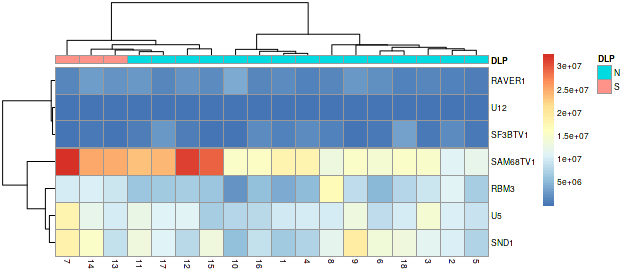 DLP
RAVER1
U12
SF3BTV1
SAM68TV1
RBM3
U5
SND1
7 14 13 11 17 12 15 10 16 1 4 8 9 6 18 3 2 5
3e+07
2.5e+07
2e+07
1.5e+07
1e+07
5e+06
DLP
N
S